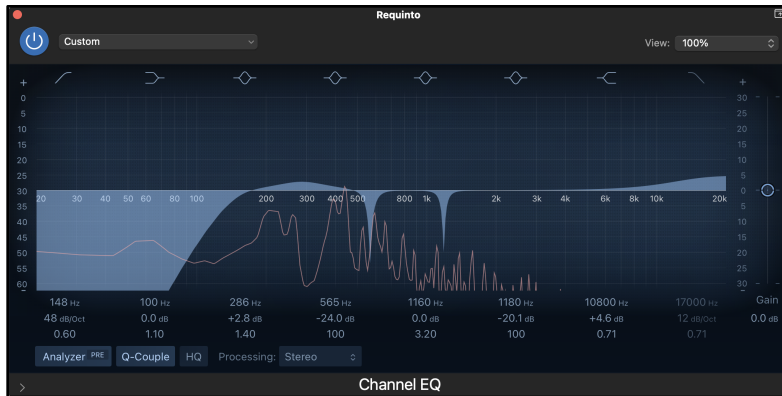 Requinto
Custom
View: 100%
+ +
0 30
5 25
10 20
15 15
20 10
25 5
30 0
20 30 40 50 60 80 100 200 300 400 500 800 1k 2k 3k 4k 6k 8k 10k 20k
35 5
40 10
45 15
50 20
55 25
60 30
148 Hz 100 Hz 286 Hz 565 Hz 1160 Hz 1180 Hz 10800 Hz 17000 Hz Gain
48 dB/Oct 0.0 dB +2.8 dB -24.0 dB 0.0 dB -20.1 dB +4.6 dB 12 dB/Oct 0.0 dB
0.60 1.10 1.40 100 3.20 100 0.71 0.71
Analyzer PRE Q-Couple HQ Processing: Stereo
Channel EQ